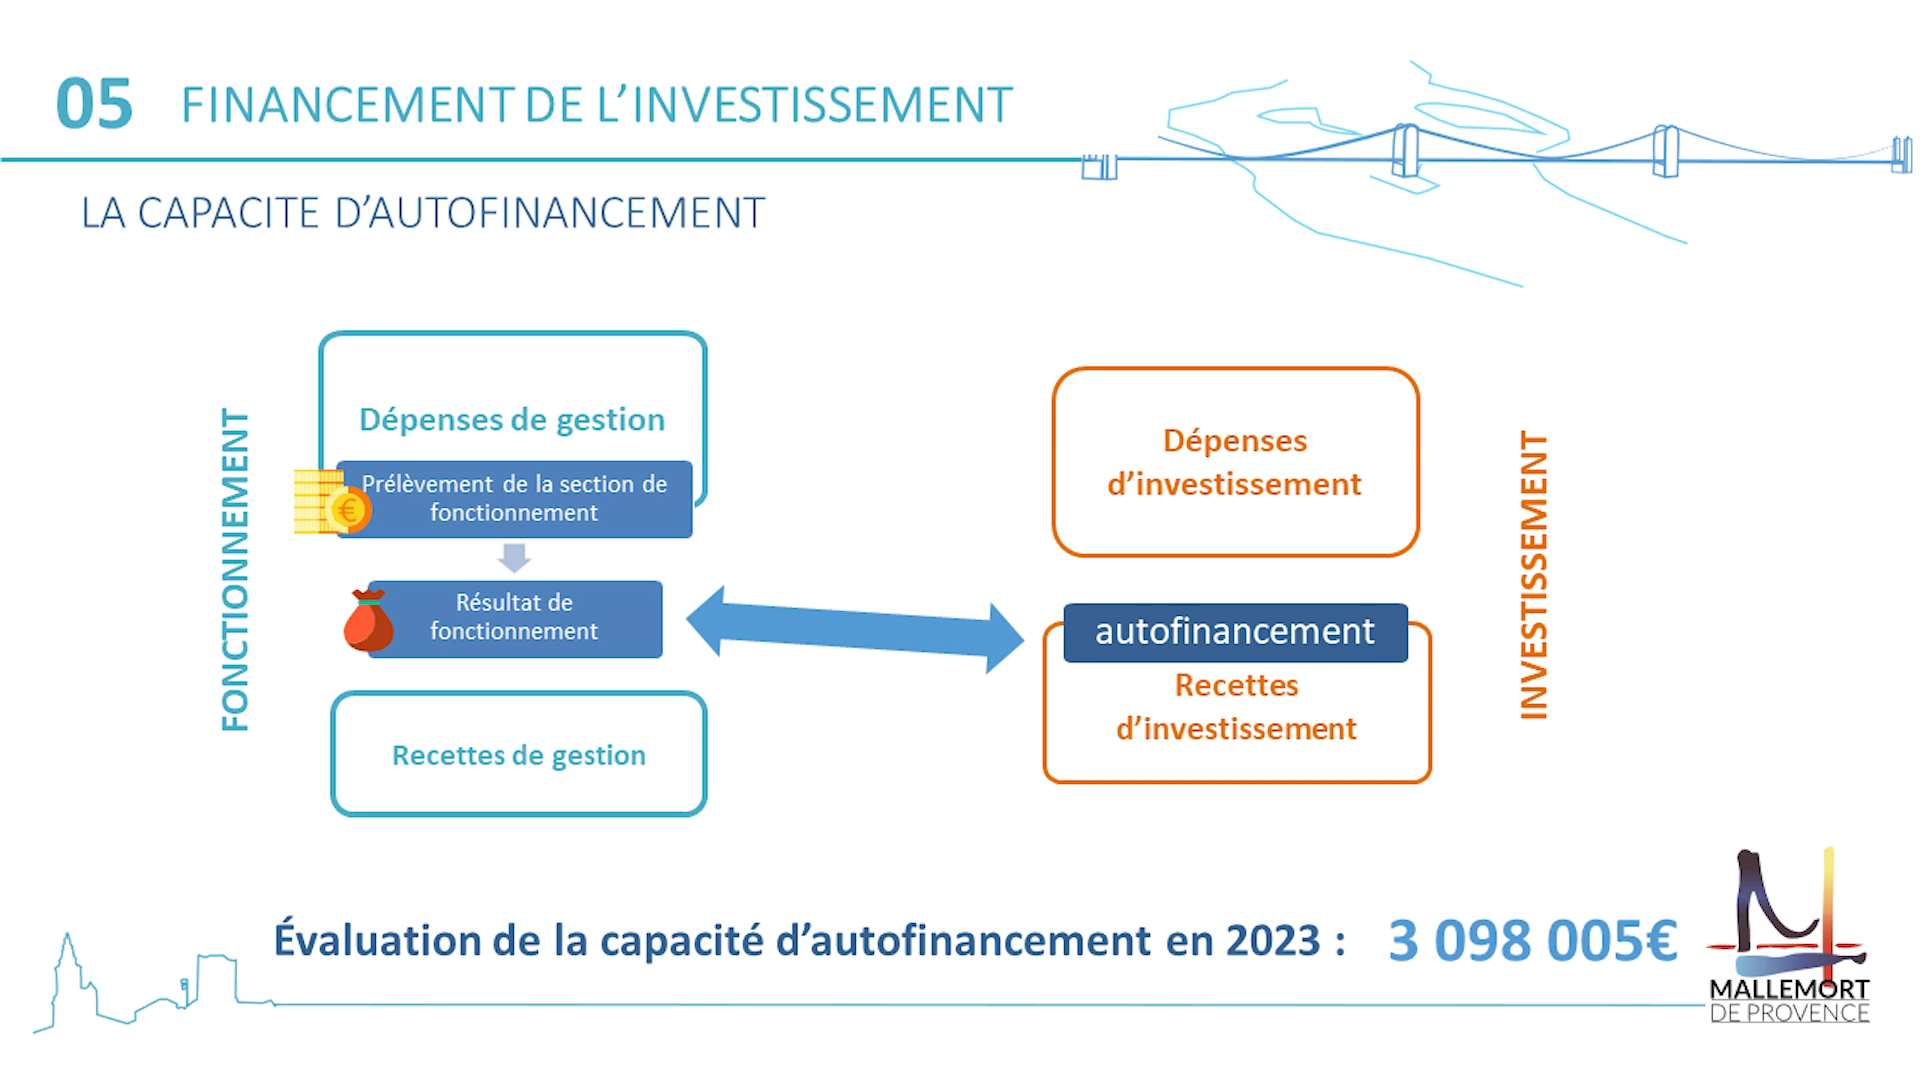 05 FINANCEMENT DE L’INVESTISSEMENT
LA CAPACITE D’AUTOFINANCEMENT
FONCTIONNEMENT
Dépenses de gestion
Prélèvement de la section de
fonctionnement
€
Résultat de
fonctionnement
Recettes de gestion
Dépenses
d’investissement
autofinancement
Recettes
d’investissement
INVESTISSEMENT
Évaluation de la capacité d’autofinancement en 2023 : 3 098 005€
MALLEMORT
DE PROVENCE